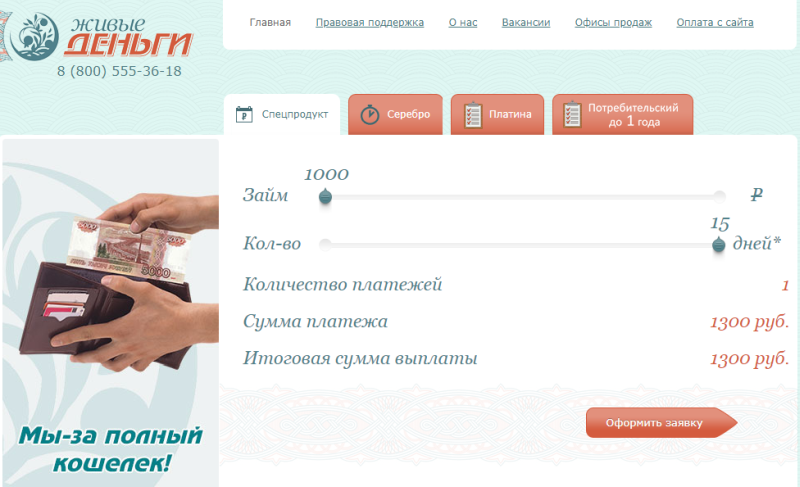 живые
ДЕНЬГИ
8 (800) 555-36-18
Главная Правовая поддержка О нас Вакансии Офисы продаж Оплата с сайта
Спецпродукт Серебро Платина Потребительский
до 1 года
1000
Займ ₽
15
Кол-во дней*
Количество платежей 1
Сумма платежа 1300 руб.
Итоговая сумма выплаты 1300 руб.
Оформить заявку
5000
Мы-за полный
кошелек!